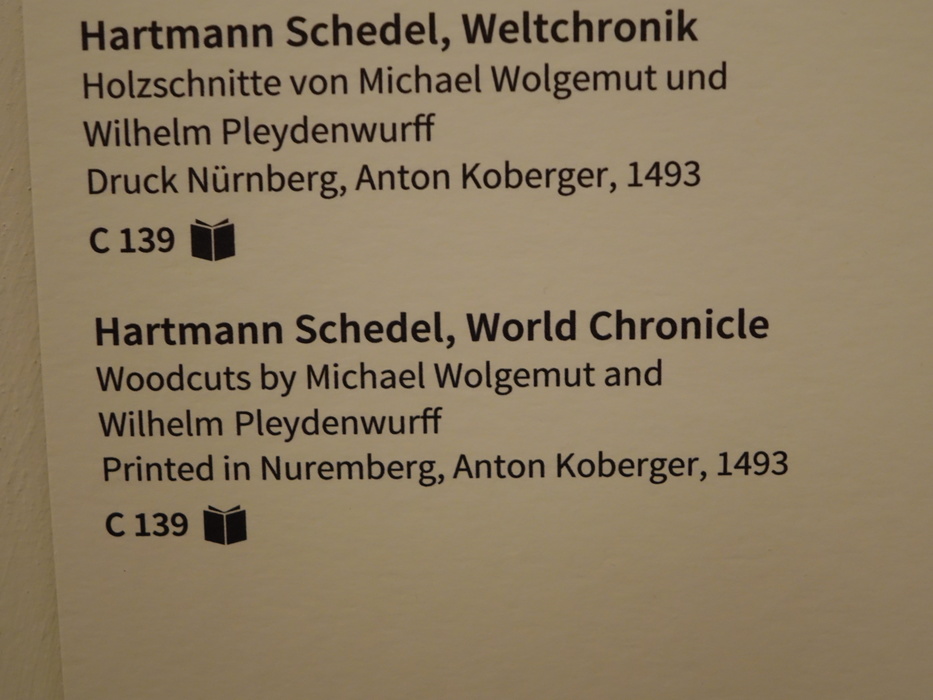 Hartmann Schedel, Weltchronik
Holzschnitte von Michael Wolgemut und
Wilhelm Pleydenwurff
Druck Nürnberg, Anton Koberger, 1493
C 139
Hartmann Schedel, World Chronicle
Woodcuts by Michael Wolgemut and
Wilhelm Pleydenwurff
Printed in Nuremberg, Anton Koberger, 1493
C 139